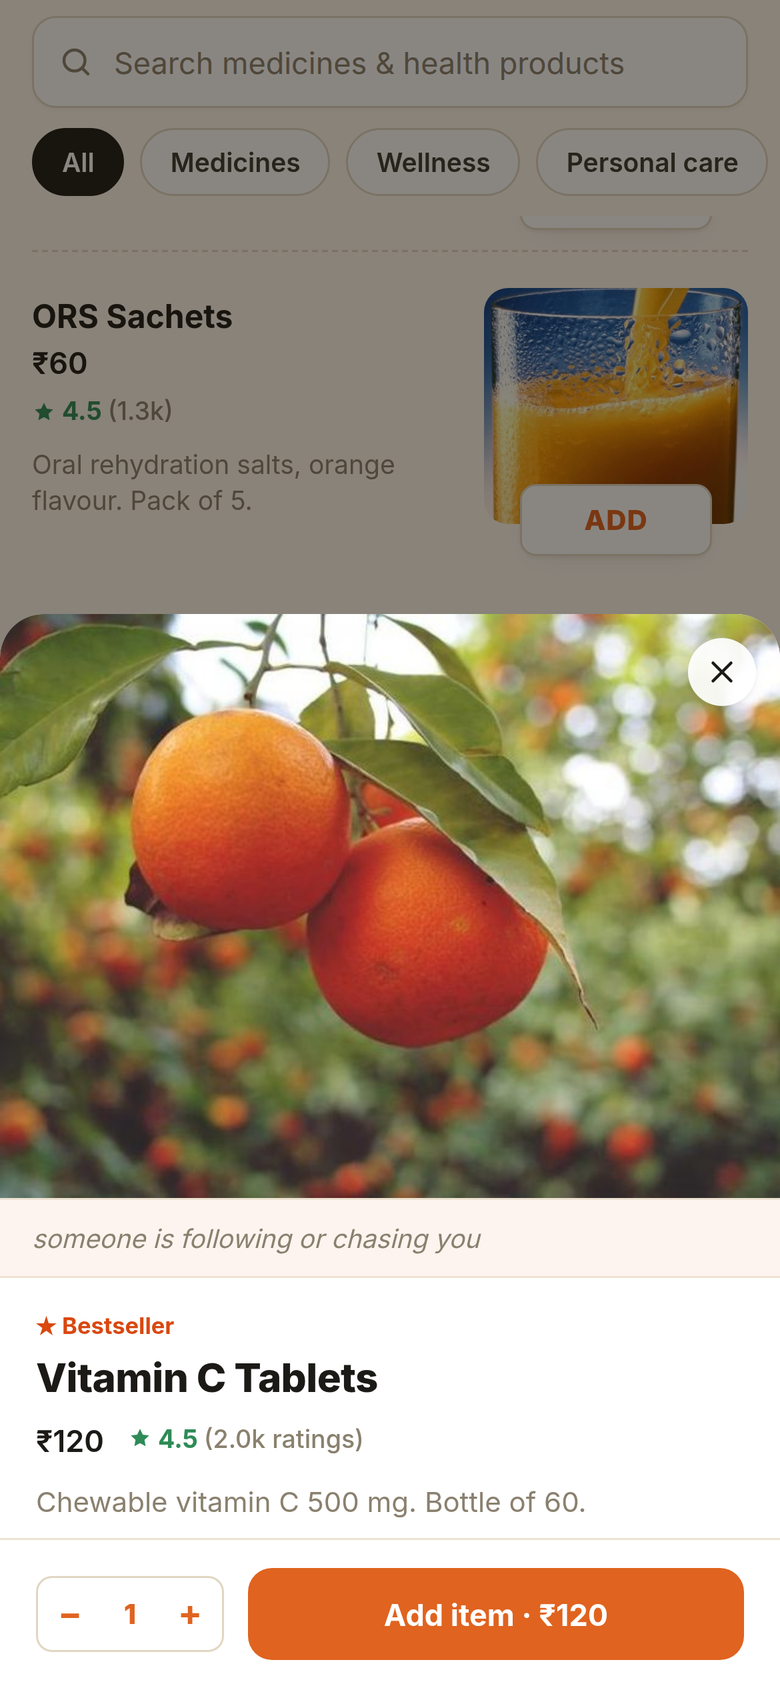 Search medicines & health products
All
Medicines
Wellness
Personal care
ORS Sachets
₹60
★ 4.5 (1.3k)
Oral rehydration salts, orange
flavour. Pack of 5.
ADD
someone is following or chasing you
★ Bestseller
Vitamin C Tablets
₹120 ★ 4.5 (2.0k ratings)
Chewable vitamin C 500 mg. Bottle of 60.
− 1 +
Add item · ₹120